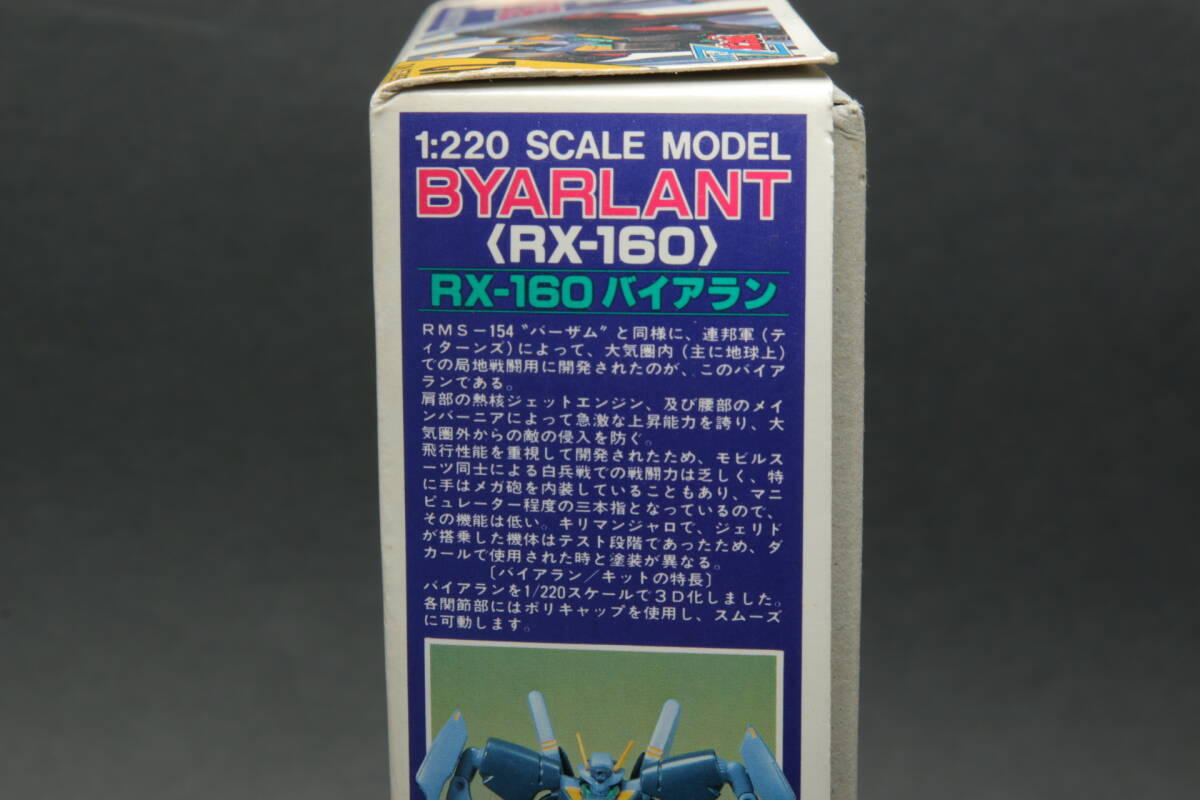 1:220 SCALE MODEL
BYARLANT
〈RX-160〉
RX-160 バイアラン
RMS-154 〝バーザム〟と同様に、連邦軍(テ
ィターンズ)によって、大気圏内(主に地球上)
での局地戦闘用に開発されたのが、このバイア
ランである。
肩部の熱核ジェットエンジン、及び腰部のメイ
ンバーニアによって急激な上昇能力を誇り、大
気圏外からの敵の侵入を防ぐ。
飛行性能を重視して開発されたため、モビルス
ーツ同士による白兵戦での戦闘力は乏しく、特
に手はメガ砲を内装していることもあり、マニ
ピュレーター程度の三本指となっているので、
その機能は低い。キリマンジャロで、ジェリド
が搭乗した機体はテスト段階であったため、ダ
カールで使用された時と塗装が異なる。
〔バイアラン/キットの特長〕
バイアランを1/220スケールで3D化しました。
各関節部にはポリキャップを使用し、スムーズ
に可動します。